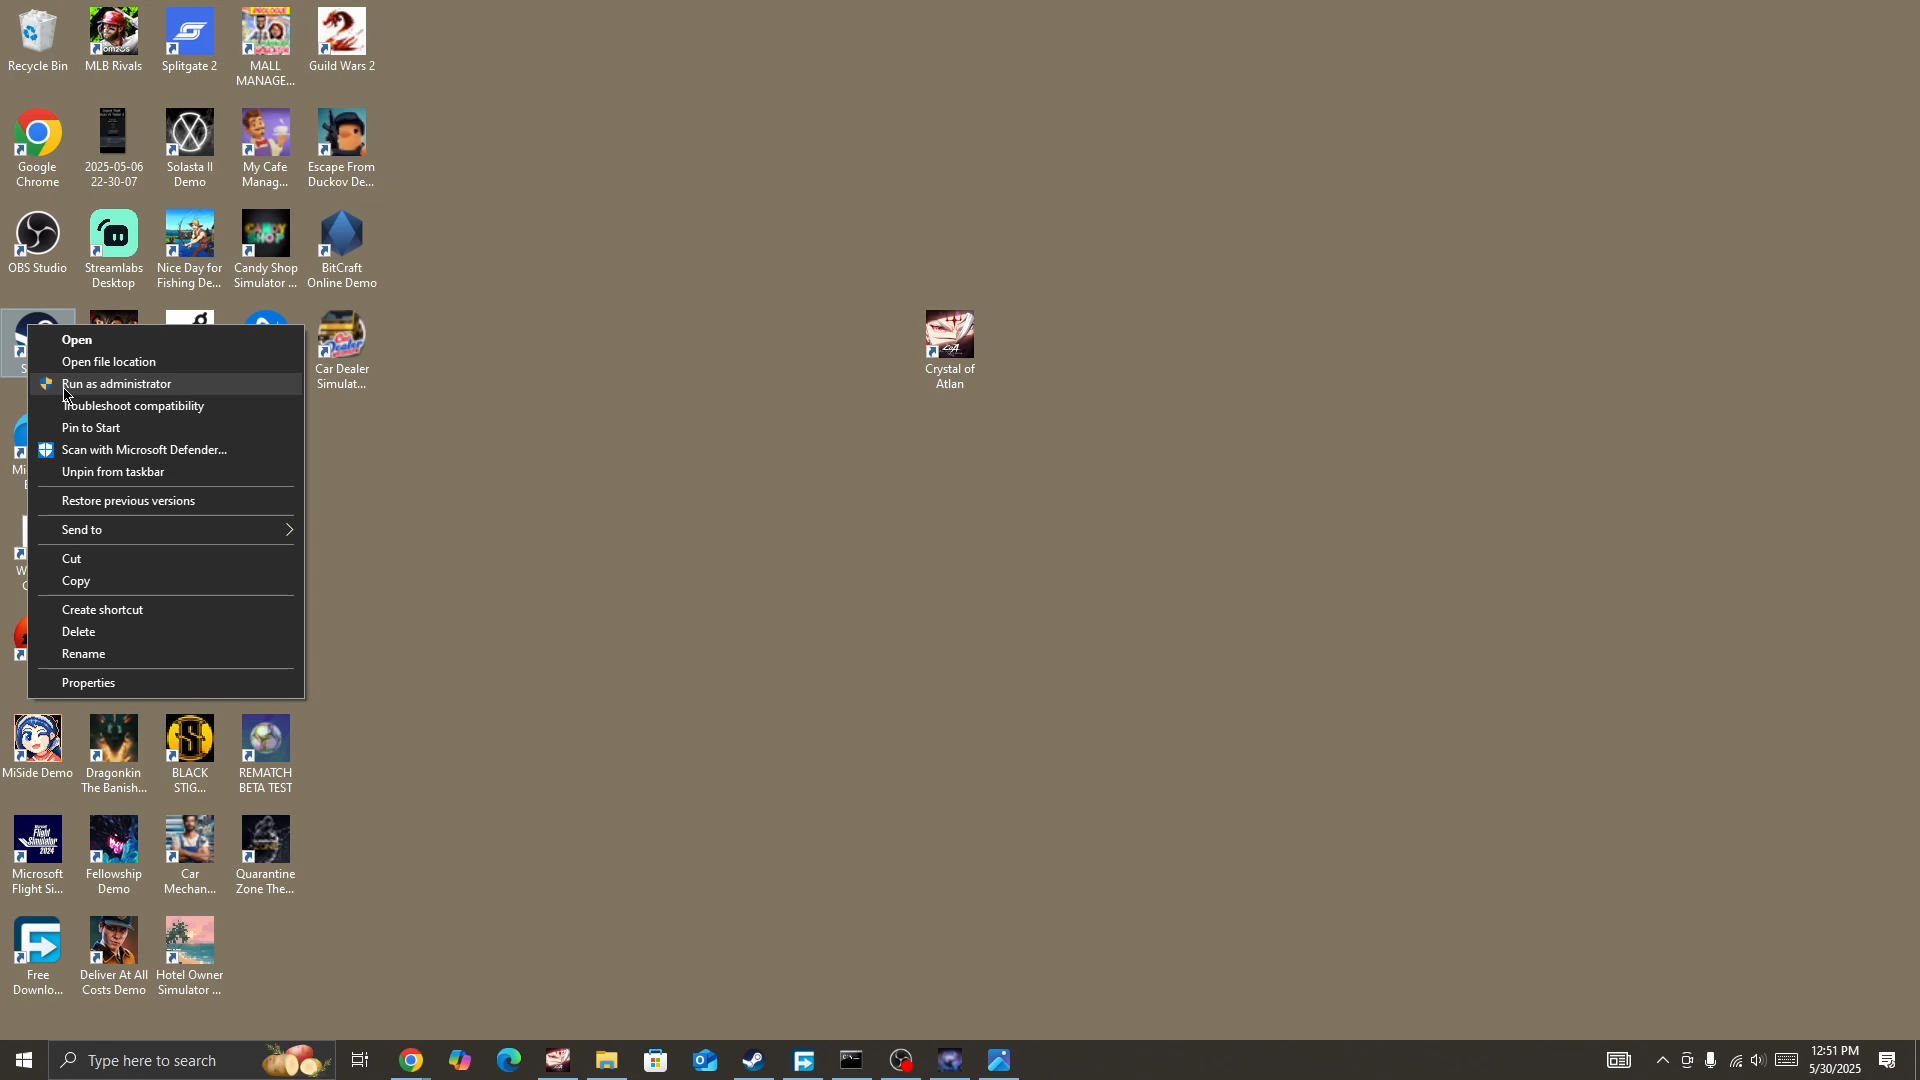 Recycle Bin
MLB Rivals
Splitgate 2
MALL
MANAGE...
Guild Wars 2
Google
Chrome
2025-05-06
22-30-07
Solasta II
Demo
My Cafe
Manag...
Escape From
Duckov De...
OBS Studio
Streamlabs
Desktop
Nice Day for
Fishing De...
Candy Shop
Simulator ...
BitCraft
Online Demo
Car Dealer
Simulat...
Crystal of
Atlan
Open
Open file location
Run as administrator
Troubleshoot compatibility
Pin to Start
Scan with Microsoft Defender...
Unpin from taskbar
Restore previous versions
Send to
Cut
Copy
Create shortcut
Delete
Rename
Properties
MiSide Demo
Dragonkin
The Banish...
BLACK
STIG...
REMATCH
BETA TEST
Microsoft
Flight Si...
Fellowship
Demo
Car
Mechan...
Quarantine
Zone The...
Free
Downlo...
Deliver At All
Costs Demo
Hotel Owner
Simulator ...
Type here to search
12:51 PM
5/30/2025